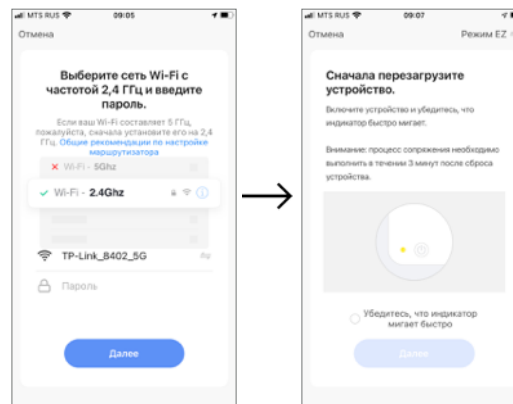 MTS RUS 09:05
Отмена
Выберите сеть Wi-Fi с
частотой 2,4 ГГц и введите
пароль.
Если ваш Wi-Fi составляет 5 ГГц,
пожалуйста, сначала установите его на 2,4
ГГц. Общие рекомендации по настройке
маршрутизатора
Wi-Fi - 5Ghz
Wi-Fi - 2.4Ghz
TP-Link_8402_5G
Пароль
Далее
MTS RUS 09:07
Отмена Режим EZ
Сначала перезагрузите
устройство.
Включите устройство и убедитесь, что
индикатор быстро мигает.
Внимание: процесс сопряжения необходимо
выполнить в течении 3 минут после сброса
устройства.
Убедитесь, что индикатор
мигает быстро
Далее